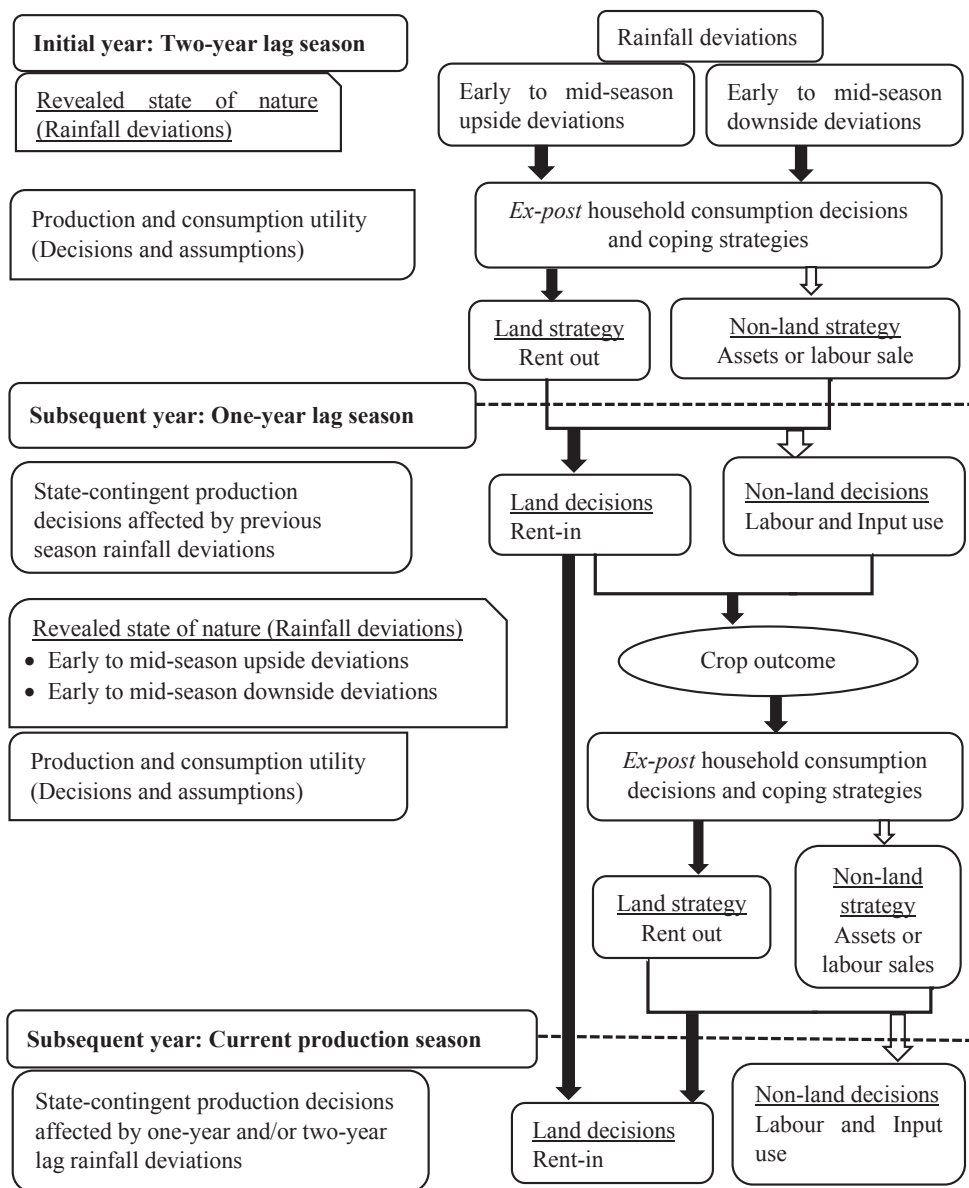 Initial year: Two-year lag season
Rainfall deviations
Revealed state of nature
(Rainfall deviations)
Early to mid-season
upside deviations
Early to mid-season
downside deviations
Production and consumption utility
(Decisions and assumptions)
Ex-post household consumption decisions
and coping strategies
Land strategy
Rent out
Non-land strategy
Assets or labour sale
Subsequent year: One-year lag season
State-contingent production
decisions affected by previous
season rainfall deviations
Land decisions
Rent-in
Non-land decisions
Labour and Input use
Revealed state of nature (Rainfall deviations)
• Early to mid-season upside deviations
• Early to mid-season downside deviations
Crop outcome
Production and consumption utility
(Decisions and assumptions)
Ex-post household consumption
decisions and coping strategies
Land strategy
Rent out
Non-land
strategy
Assets or
labour sales
Subsequent year: Current production season
State-contingent production decisions
affected by one-year and/or two-year
lag rainfall deviations
Land decisions
Rent-in
Non-land decisions
Labour and Input
use